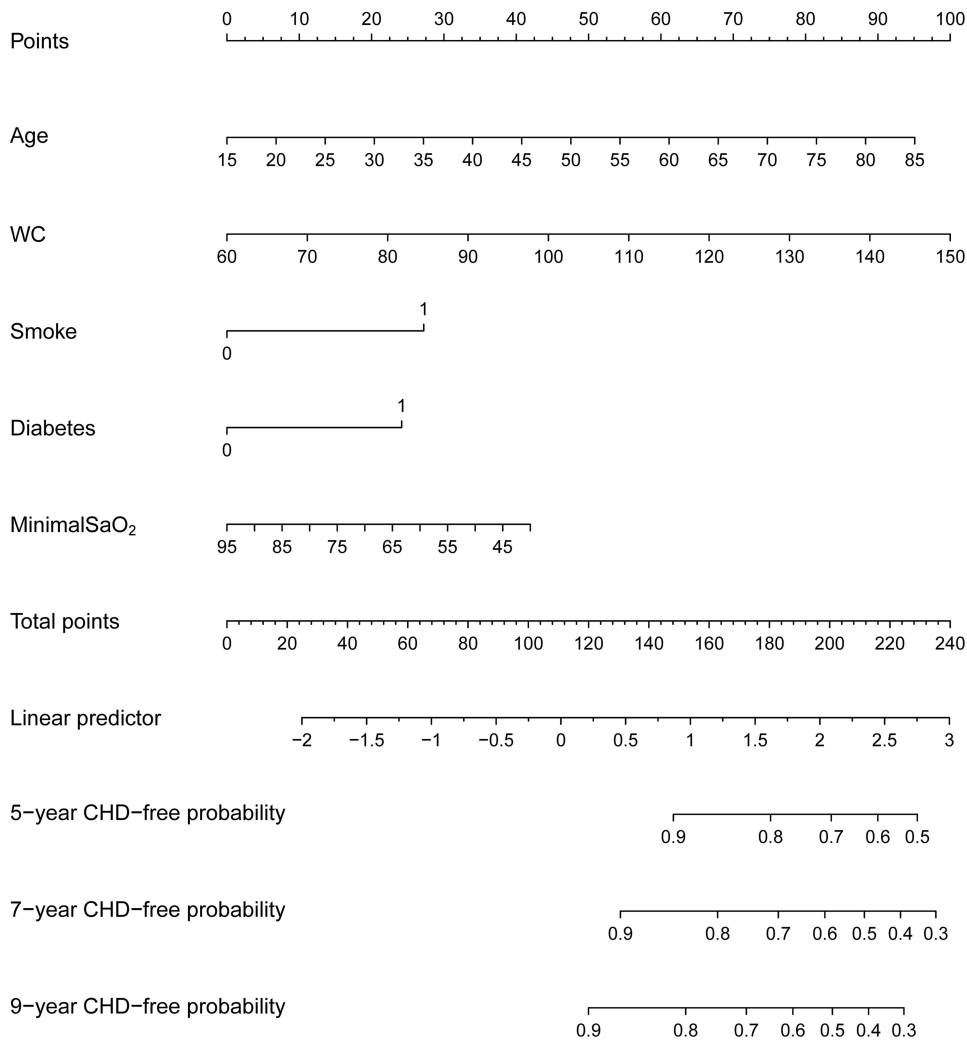 0 10 20 30 40 50 60 70 80 90 100
Points
Age
15 20 25 30 35 40 45 50 55 60 65 70 75 80 85
WC
60 70 80 90 100 110 120 130 140 150
1
Smoke
0
1
Diabetes
0
MinimalSaO₂
95 85 75 65 55 45
Total points
0 20 40 60 80 100 120 140 160 180 200 220 240
Linear predictor
−2 −1.5 −1 −0.5 0 0.5 1 1.5 2 2.5 3
5−year CHD−free probability
0.9 0.8 0.7 0.6 0.5
7−year CHD−free probability
0.9 0.8 0.7 0.6 0.5 0.4 0.3
9−year CHD−free probability
0.9 0.8 0.7 0.6 0.5 0.4 0.3